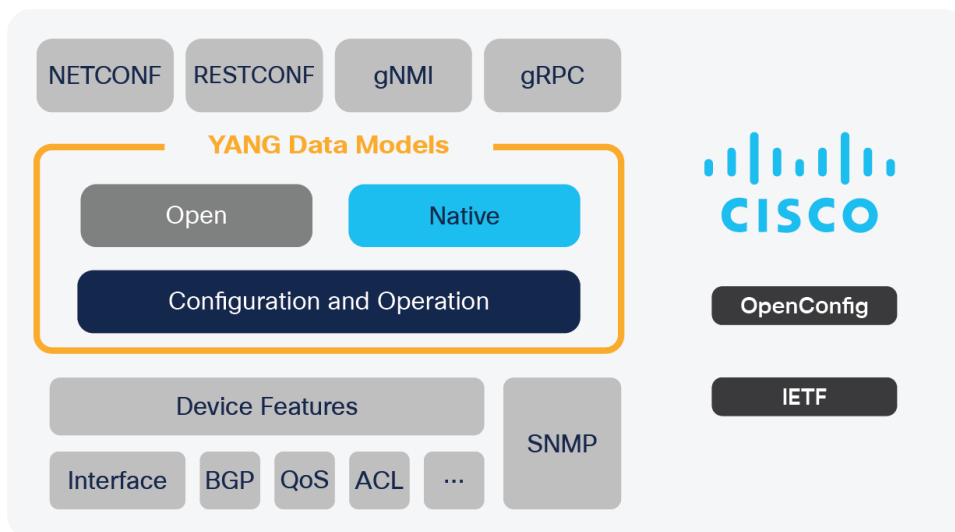 NETCONF
RESTCONF
gNMI
gRPC
YANG Data Models
Open
Native
Configuration and Operation
Device Features
SNMP
Interface
BGP
QoS
ACL
...
CISCO
OpenConfig
IETF